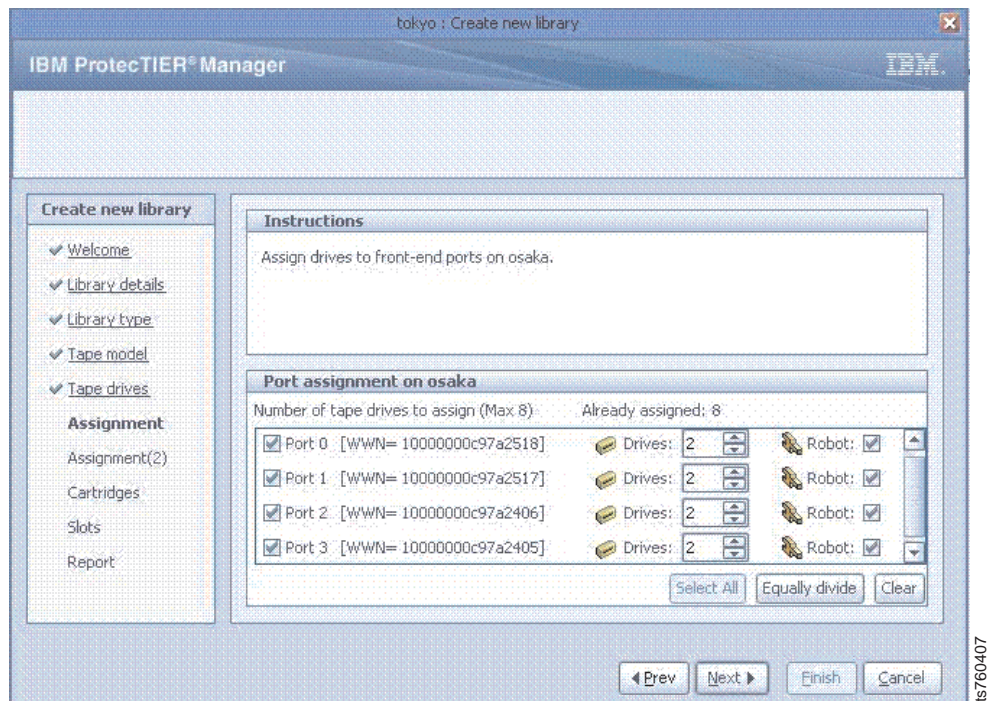 tokyo : Create new library
IBM ProtecTIER® Manager
IBM.
Create new library
Welcome
Library details
Library type
Tape model
Tape drives
Assignment
Assignment(2)
Cartridges
Slots
Report
Instructions
Assign drives to front-end ports on osaka.
Port assignment on osaka
Number of tape drives to assign (Max 8) Already assigned: 8
Port 0 [WWN= 10000000c97a2518] Drives: 2 Robot:
Port 1 [WWN= 10000000c97a2517] Drives: 2 Robot:
Port 2 [WWN= 10000000c97a2406] Drives: 2 Robot:
Port 3 [WWN= 10000000c97a2405] Drives: 2 Robot:
Select All Equally divide Clear
Prev Next Finish Cancel
ts760407